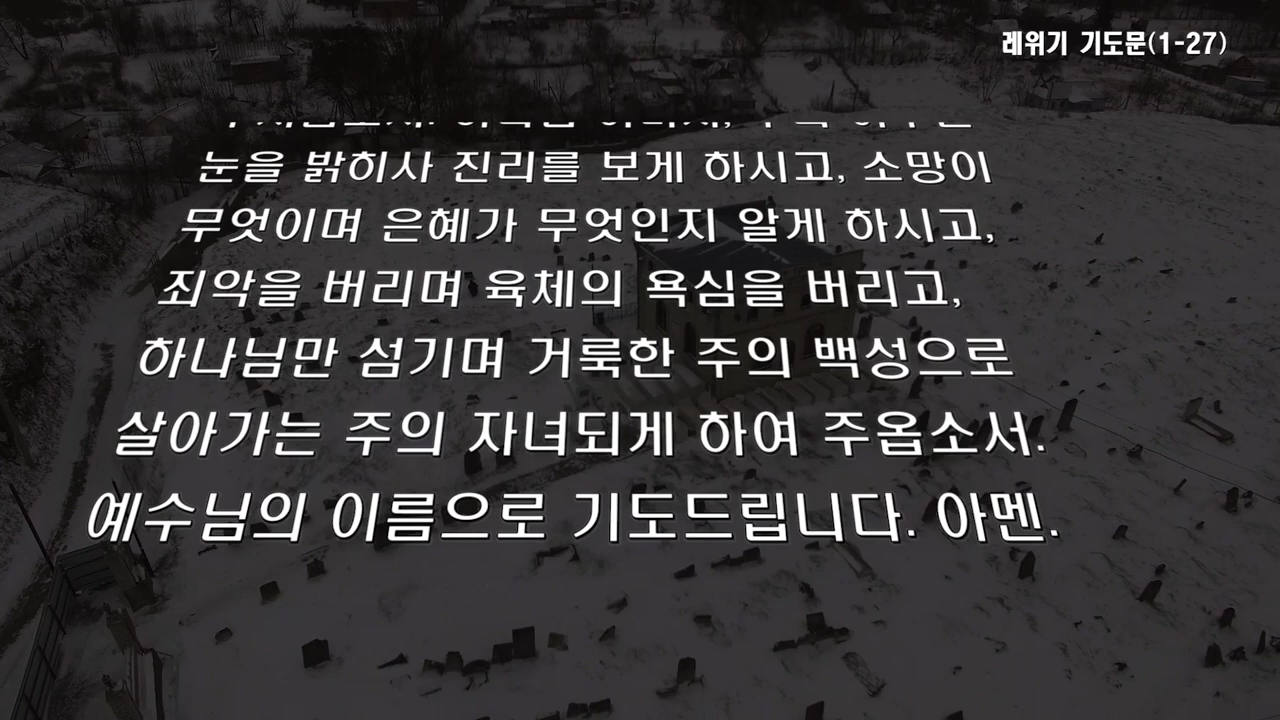 레위기 기도문(1-27)
눈을 밝히사 진리를 보게 하시고, 소망이
무엇이며 은혜가 무엇인지 알게 하시고,
죄악을 버리며 육체의 욕심을 버리고,
하나님만 섬기며 거룩한 주의 백성으로
살아가는 주의 자녀되게 하여 주옵소서.
예수님의 이름으로 기도드립니다. 아멘.